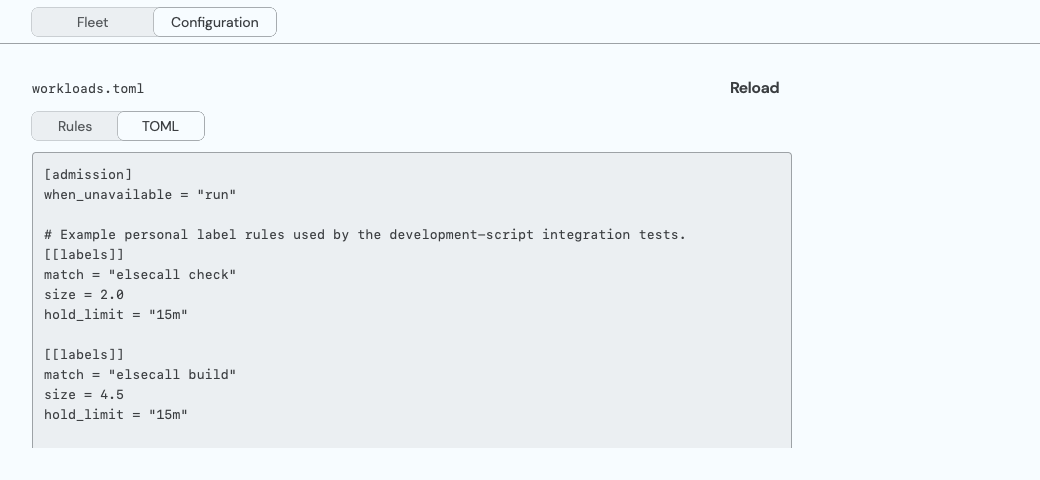 Fleet Configuration
workloads.toml Reload
Rules TOML
[admission]
when_unavailable = "run"
# Example personal label rules used by the development-script integration tests.
[[labels]]
match = "elsecall check"
size = 2.0
hold_limit = "15m"
[[labels]]
match = "elsecall build"
size = 4.5
hold_limit = "15m"